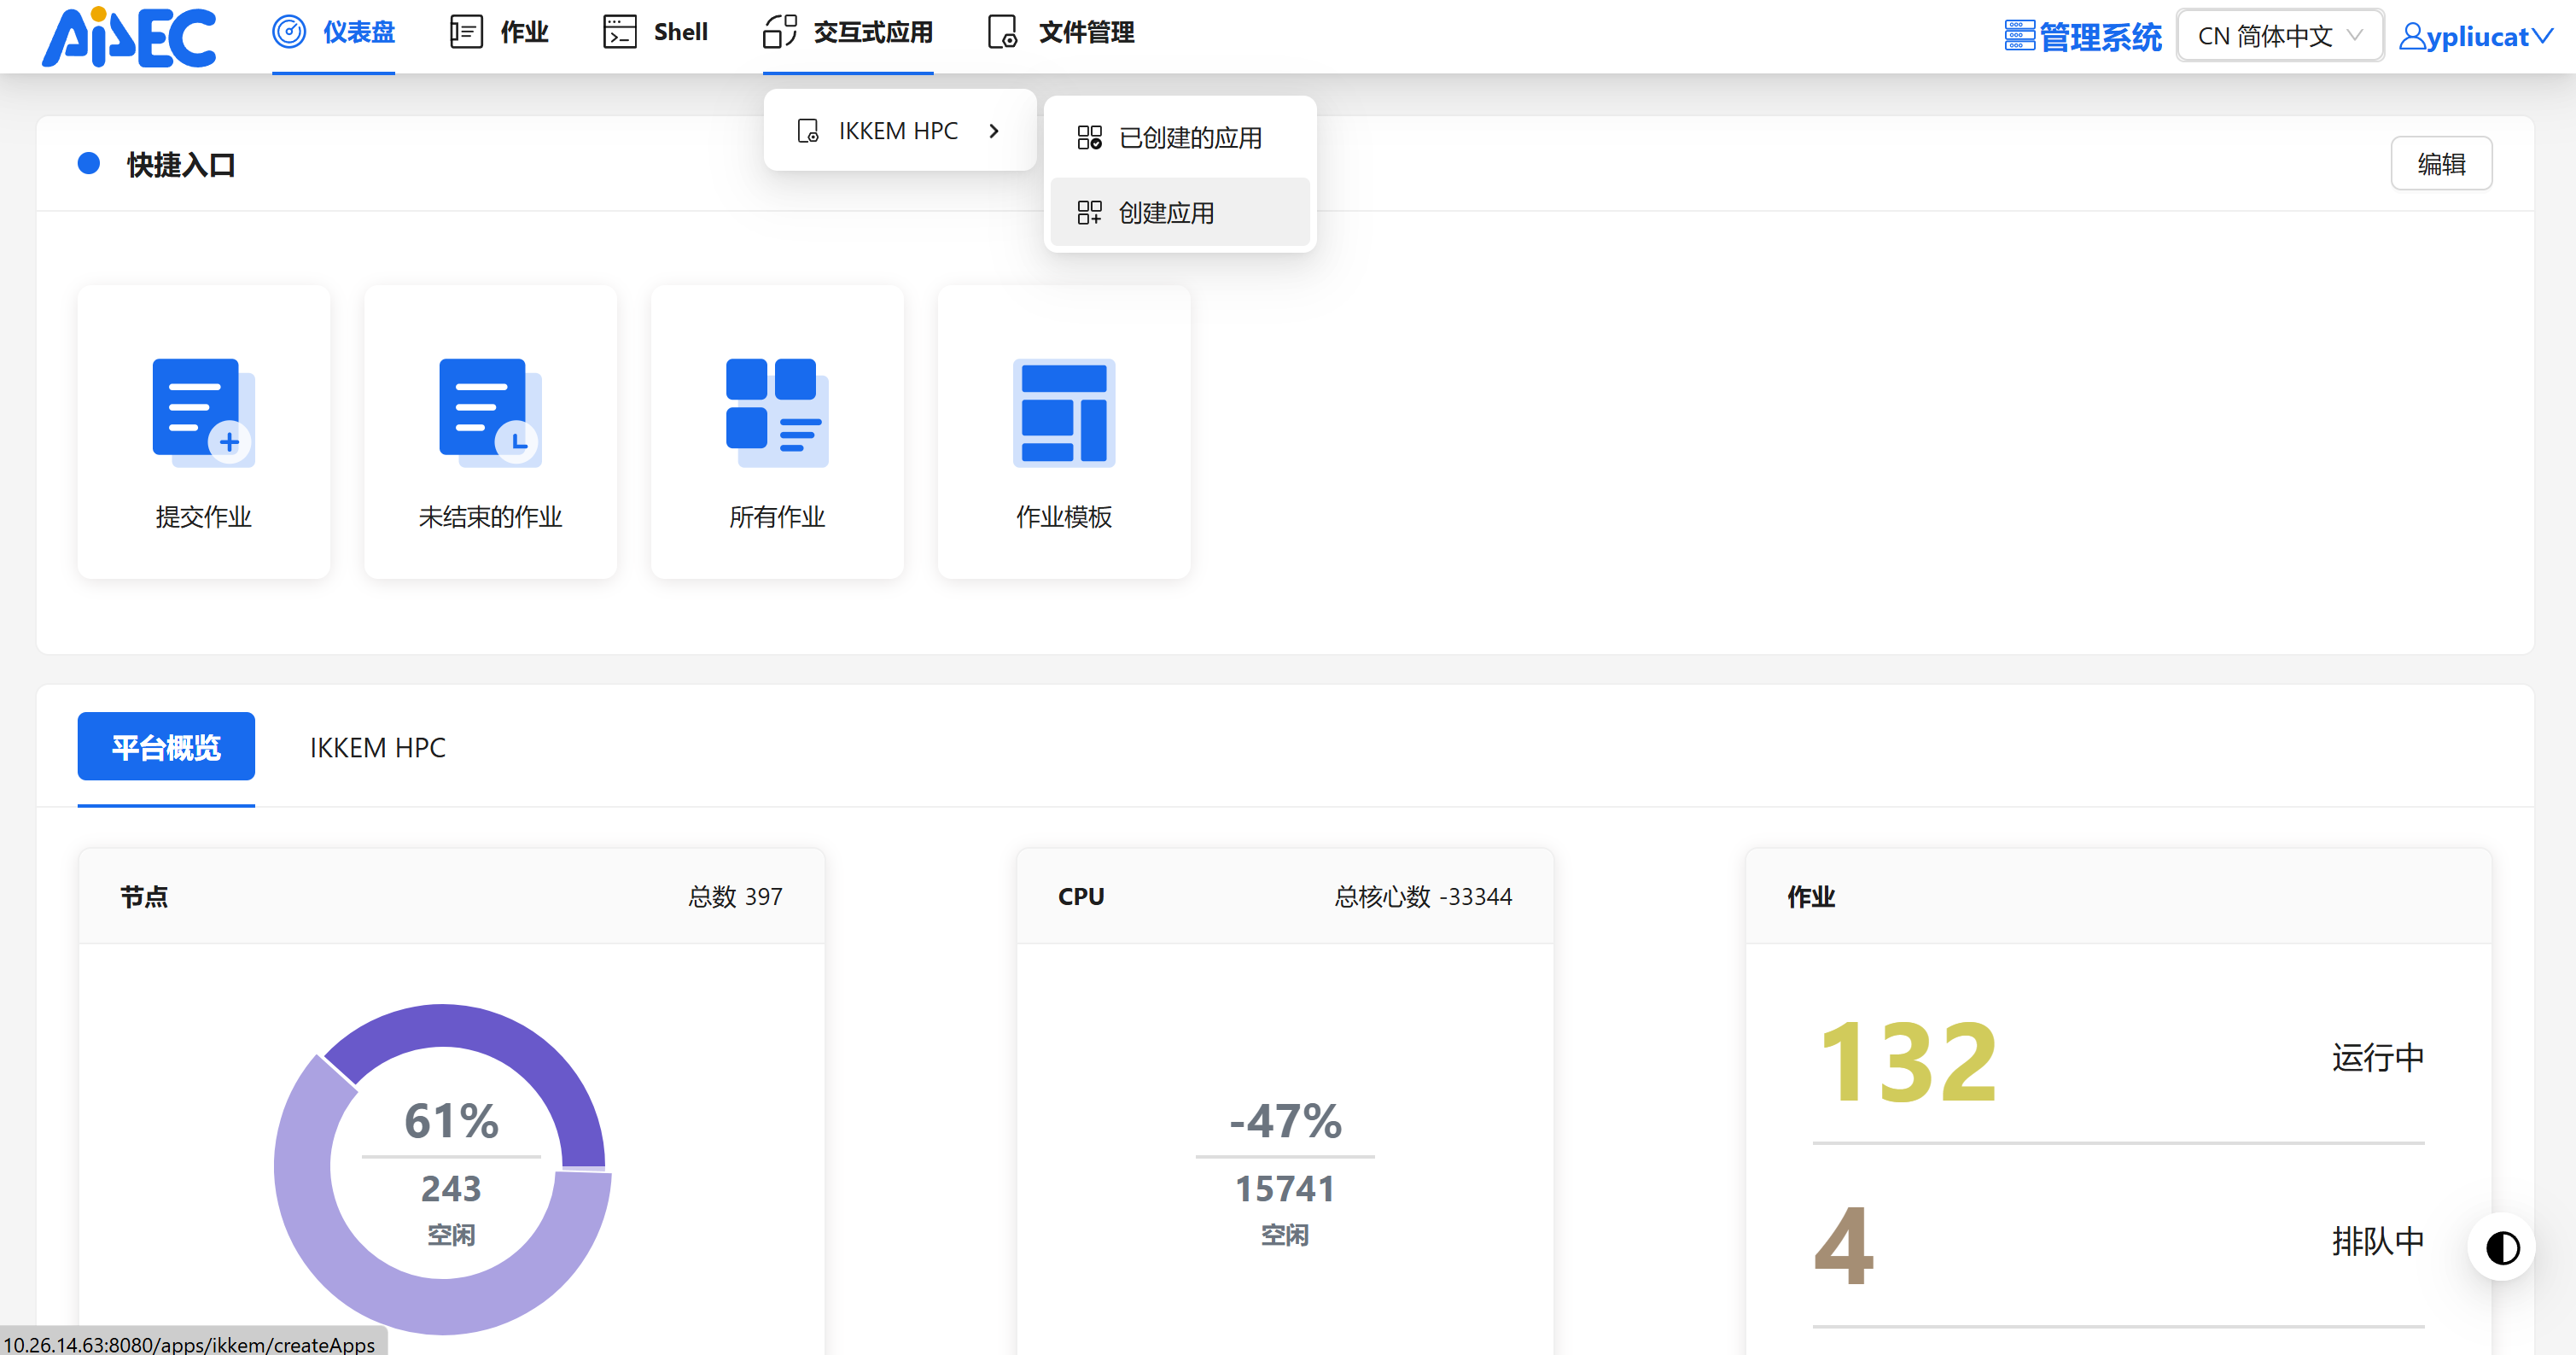 AiDEC
仪表盘
作业
Shell
交互式应用
文件管理
管理系统
CN 简体中文
ypliucat
IKKEM HPC
已创建的应用
创建应用
快捷入口
编辑
提交作业
未结束的作业
所有作业
作业模板
平台概览
IKKEM HPC
节点
总数 397
61%
243
空闲
CPU
总核心数 -33344
-47%
15741
空闲
作业
132
运行中
4
排队中
10.26.14.63:8080/apps/ikkem/createApps